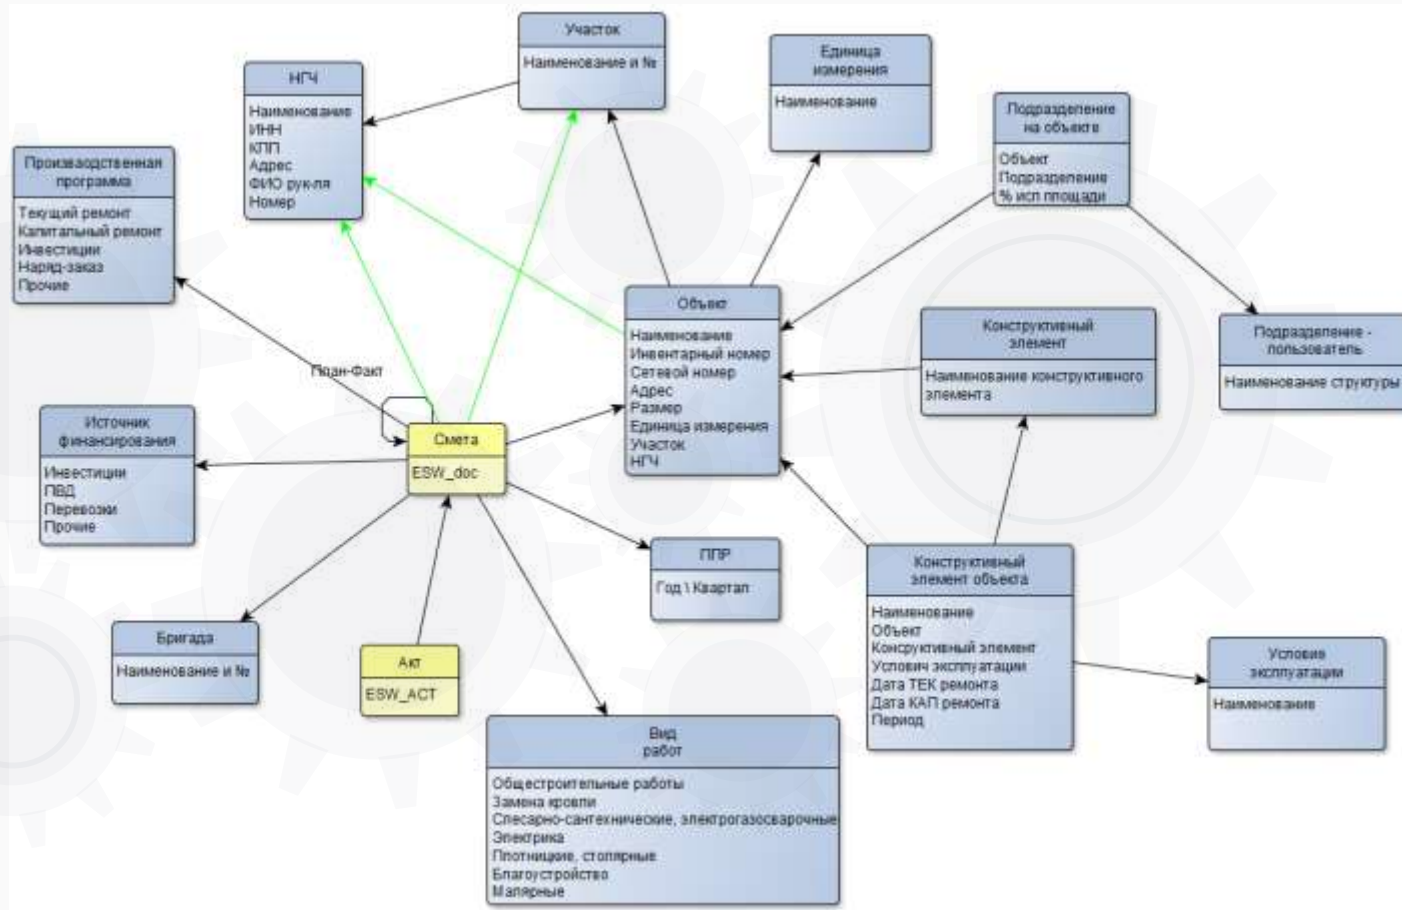 Участок
Наименование и №
НГЧ
Наименование
ИНН
КПП
Адрес
ФИО рук-ля
Номер
Единица
измерения
Наименование
Подразделение
на объекте
Объект
Подразделение
% исп площади
Произваодственная
программа
Текущий ремонт
Капитальный ремонт
Инвестиции
Наряд-заказ
Прочие
Объект
Наименование
Инвентарный номер
Сетевой номер
Адрес
Размер
Единица измерения
Участок
НГЧ
Конструктивный
элемент
Наименование конструктивного
элемента
Подразделение -
пользователь
Наименование структуры
План-Факт
Источник
финансирования
Инвестиции
ПВД
Перевозки
Прочие
Смета
ESW_doc
ППР
Год \ Квартал
Конструктивный
элемент объекта
Наименование
Объект
Консруктивный элемент
Услович эксплуатации
Дата ТЕК ремонта
Дата КАП ремонта
Период
Бригада
Наименование и №
Акт
ESW_ACT
Условия
эксплуатации
Наименование
Вид
работ
Общестроительные работы
Замена кровли
Слесарно-сантехнические, электрогазосварочные
Электрика
Плотницкие, столярные
Благоустройство
Малярные